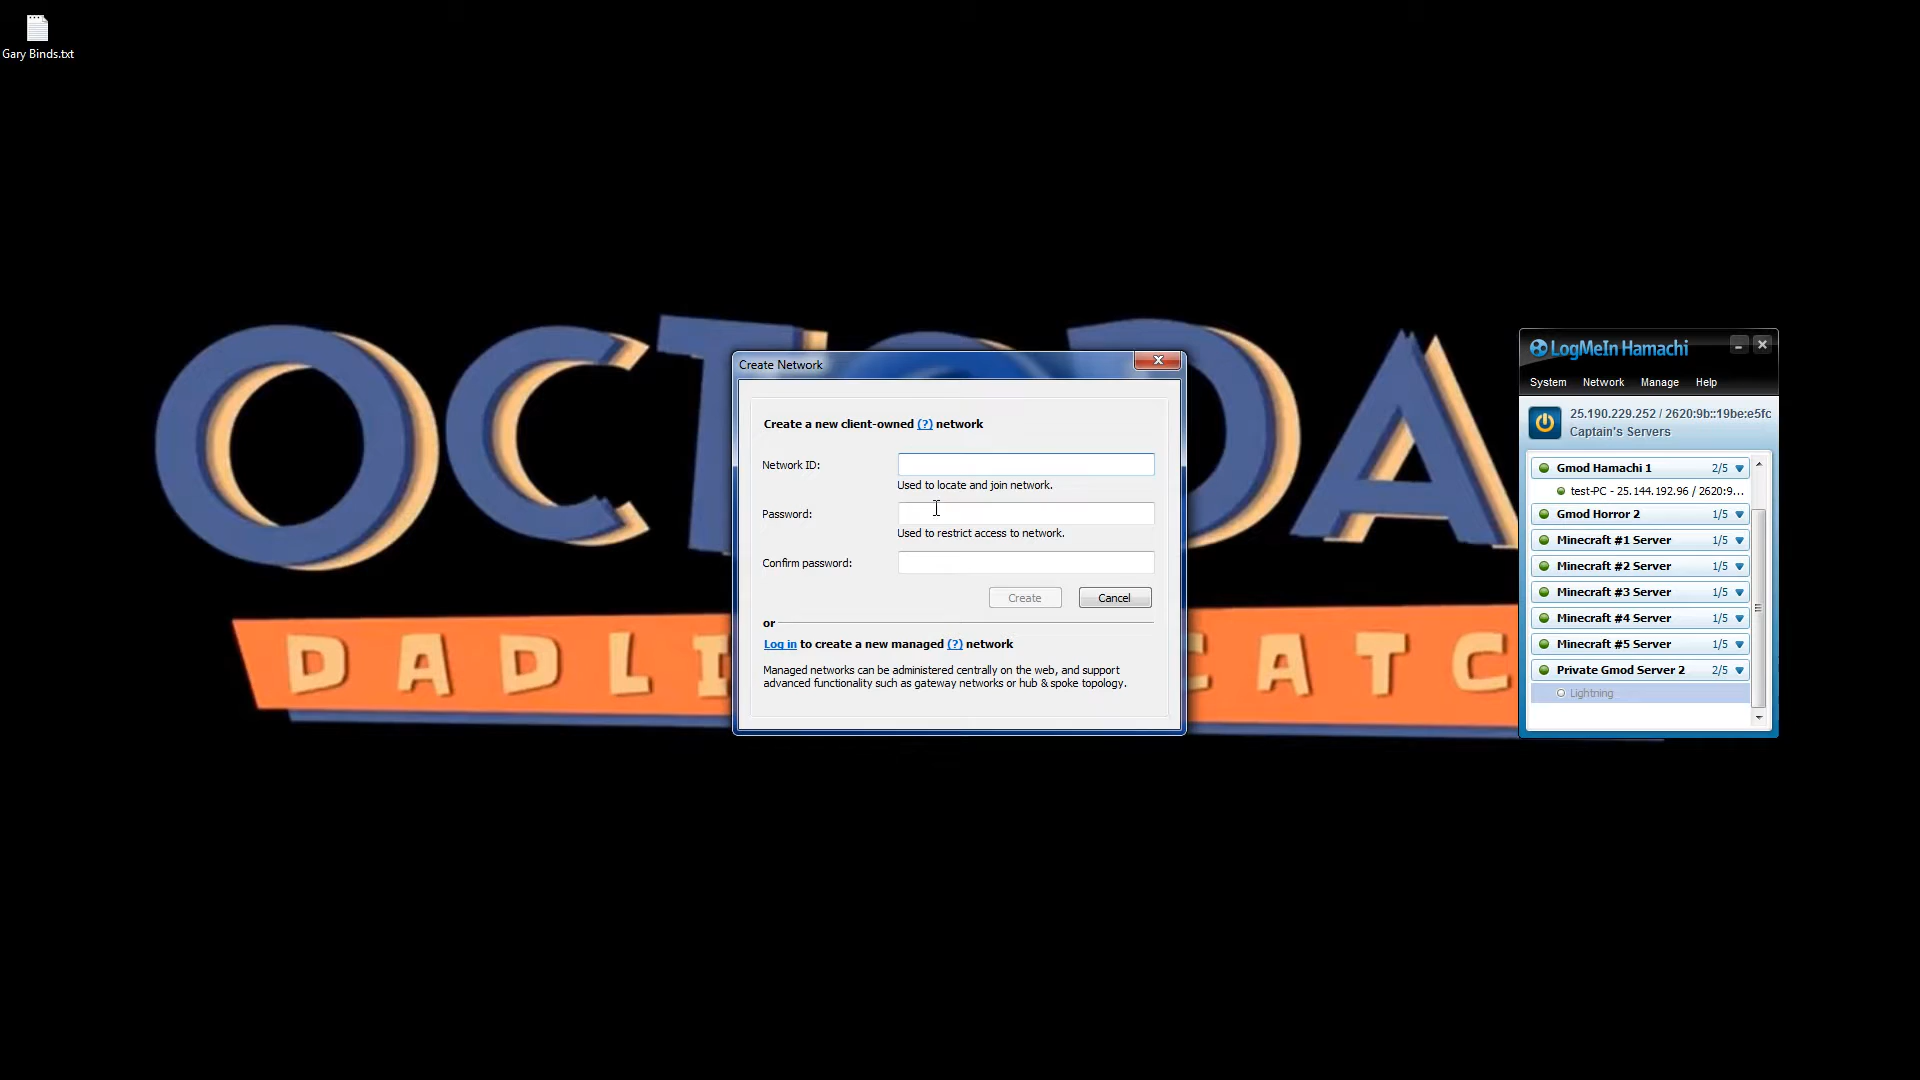 Gary Binds.txt
OCTODA
DADLI
CATC
Create Network
Create a new client-owned (?) network
Network ID:
Used to locate and join network.
Password:
Used to restrict access to network.
Confirm password:
Create
Cancel
or
Log in to create a new managed (?) network
Managed networks can be administered centrally on the web, and support
advanced functionality such as gateway networks or hub & spoke topology.
LogMeIn Hamachi
System Network Manage Help
25.190.229.252 / 2620:9b::19be:e5fc
Captain's Servers
Gmod Hamachi 1 2/5
test-PC - 25.144.192.96 / 2620:9...
Gmod Horror 2 1/5
Minecraft #1 Server 1/5
Minecraft #2 Server 1/5
Minecraft #3 Server 1/5
Minecraft #4 Server 1/5
Minecraft #5 Server 1/5
Private Gmod Server 2 2/5
Lightning